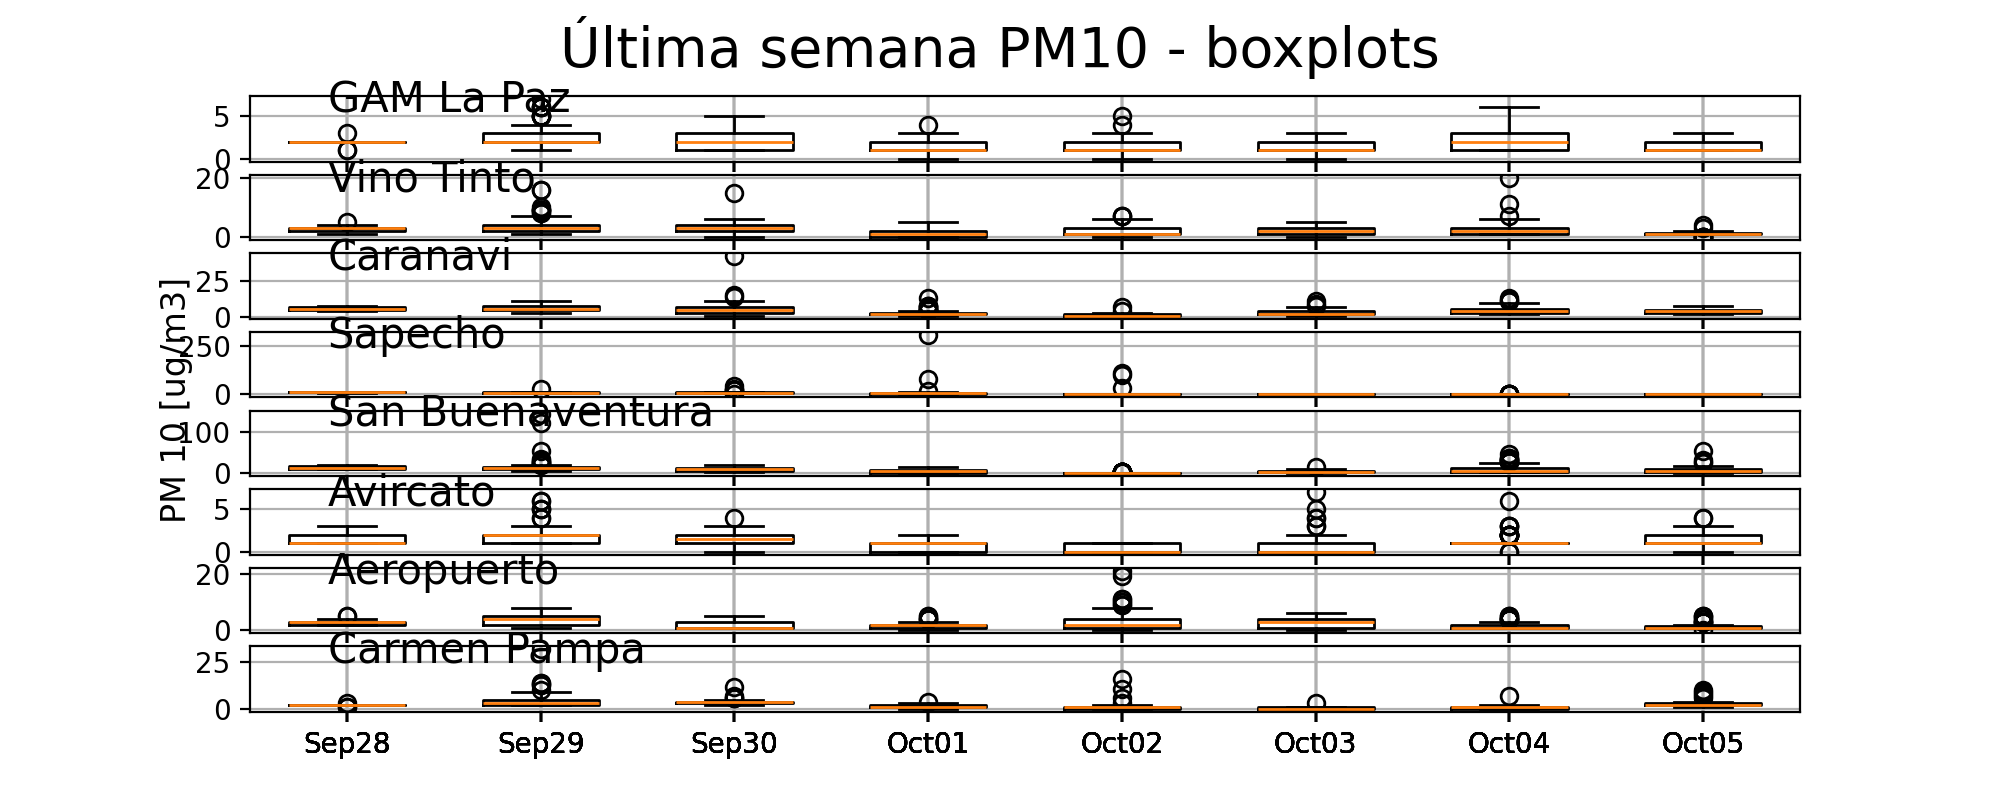 Última semana PM10 - boxplots
GAM La Paz
5
0
Vino Tinto
20
0
Caranavi
25
0
Sapecho
250
0
PM 10 [ug/m3]
San Buenaventura
100
0
Avircato
5
0
Aeropuerto
20
0
Carmen Pampa
25
0
Sep28 Sep29 Sep30 Oct01 Oct02 Oct03 Oct04 Oct05